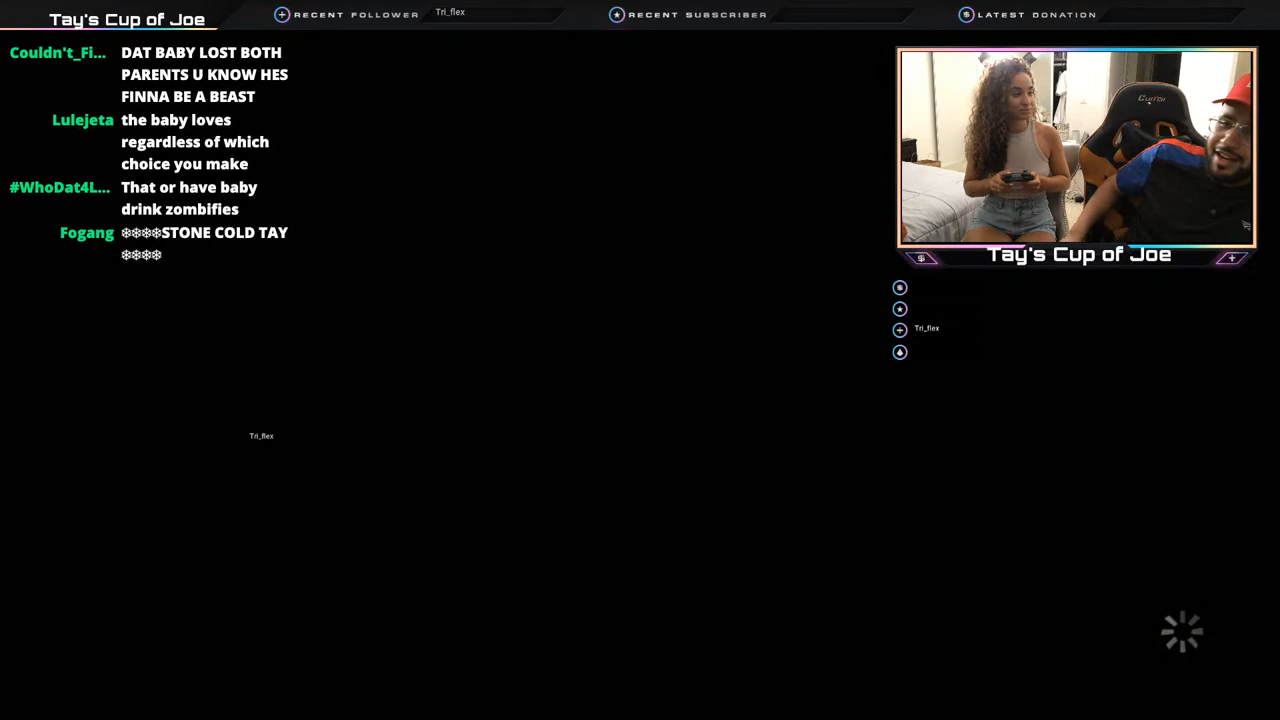 Tay's Cup of Joe
RECENT FOLLOWER
Tri_flex
RECENT SUBSCRIBER
LATEST DONATION
Couldn't_Fi... DAT BABY LOST BOTH
PARENTS U KNOW HES
FINNA BE A BEAST
Lulejeta the baby loves
regardless of which
choice you make
#WhoDat4L... That or have baby
drink zombifies
Fogang ❄❄❄❄STONE COLD TAY
❄❄❄❄
CLUTCH
Tay's Cup of Joe
Tri_flex
Tri_flex